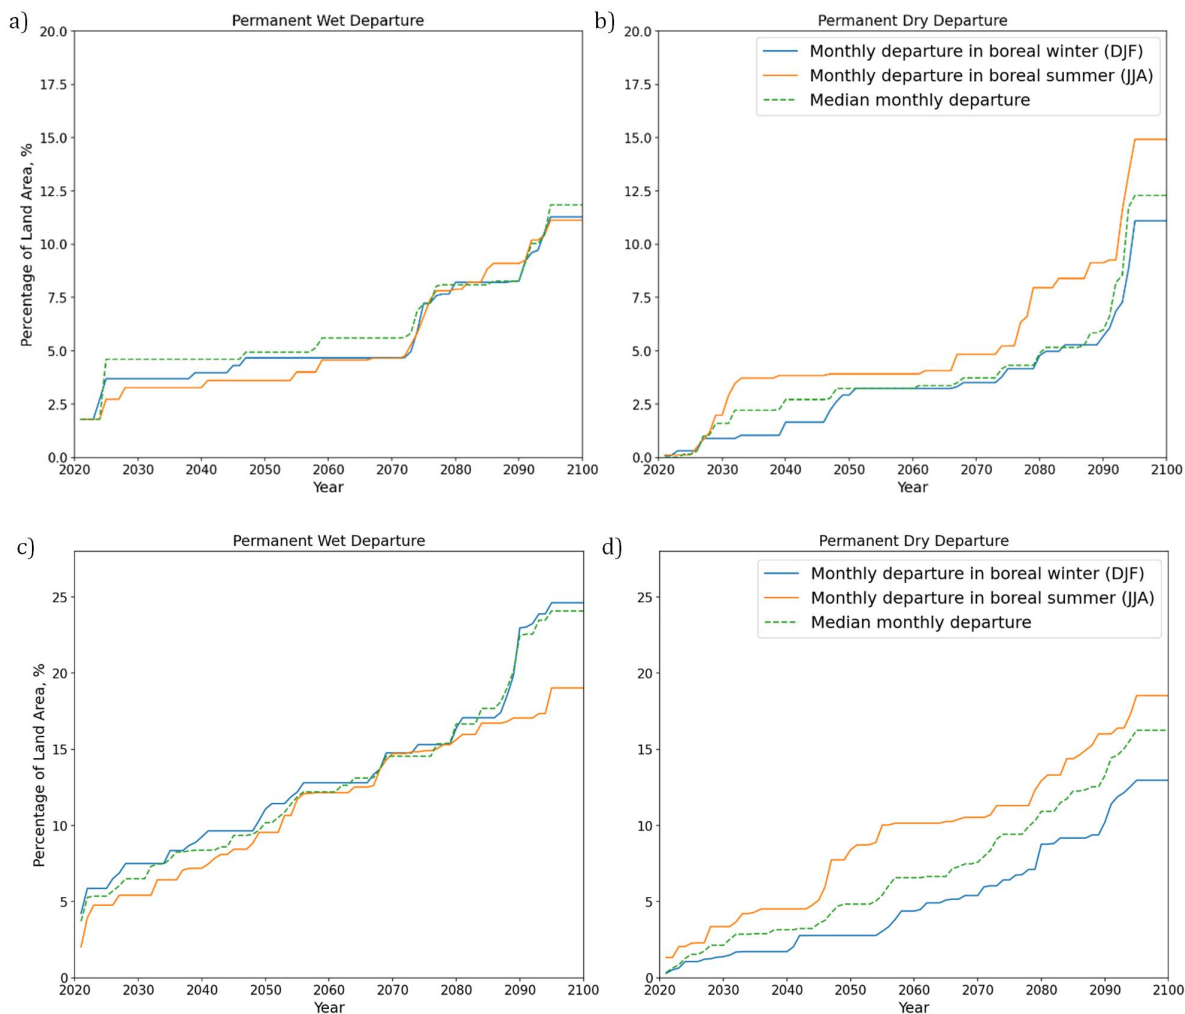 a)
Permanent Wet Departure
20.0
17.5
15.0
12.5
10.0
7.5
5.0
2.5
0.0
Percentage of Land Area, %
2020 2030 2040 2050 2060 2070 2080 2090 2100
Year
b)
Permanent Dry Departure
Monthly departure in boreal winter (DJF)
Monthly departure in boreal summer (JJA)
Median monthly departure
20.0
17.5
15.0
12.5
10.0
7.5
5.0
2.5
0.0
2020 2030 2040 2050 2060 2070 2080 2090 2100
Year
c)
Permanent Wet Departure
25
20
15
10
5
0
Percentage of Land Area, %
2020 2030 2040 2050 2060 2070 2080 2090 2100
Year
d)
Permanent Dry Departure
Monthly departure in boreal winter (DJF)
Monthly departure in boreal summer (JJA)
Median monthly departure
25
20
15
10
5
0
2020 2030 2040 2050 2060 2070 2080 2090 2100
Year